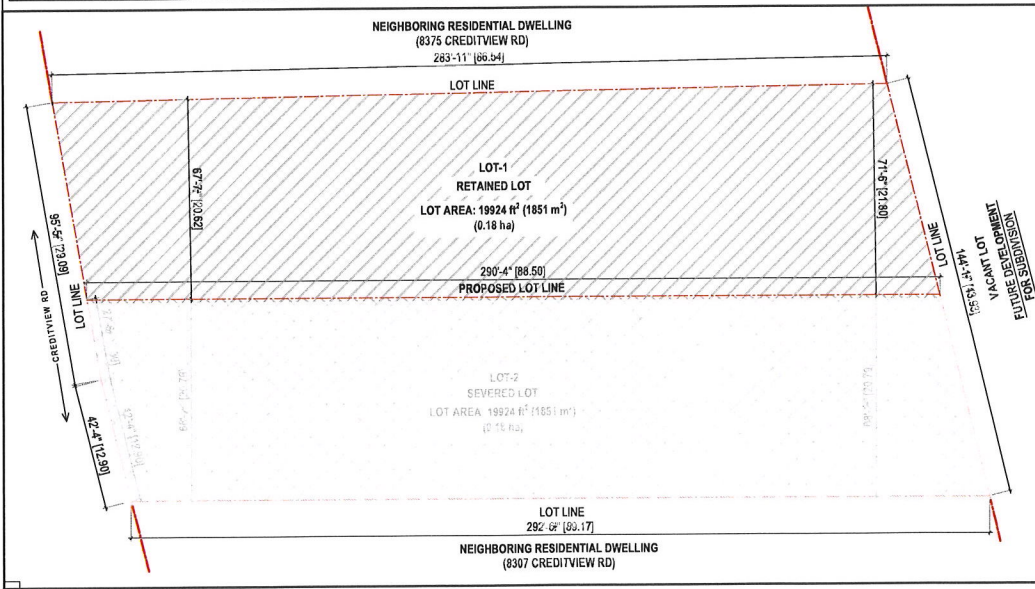 NEIGHBORING RESIDENTIAL DWELLING
(8375 CREDITVIEW RD)
283'-11" [86.54]
LOT LINE
LOT-1
RETAINED LOT
LOT AREA: 19924 ft² (1851 m²)
(0.18 ha)
67'-7" [20.62]
71'-6" [21.80]
95'-5" [29.09]
LOT LINE
CREDITVIEW RD
290'-4" [88.50]
PROPOSED LOT LINE
LOT LINE
144'-1" [43.93]
VACANT LOT
FUTURE DEVELOPMENT
FOR SUBDIVISION
LOT-2
SEVERED LOT
LOT AREA: 19924 ft² (1851 m²)
(0.18 ha)
42'-4" [12.90]
LOT LINE
292'-6" [89.17]
NEIGHBORING RESIDENTIAL DWELLING
(8307 CREDITVIEW RD)